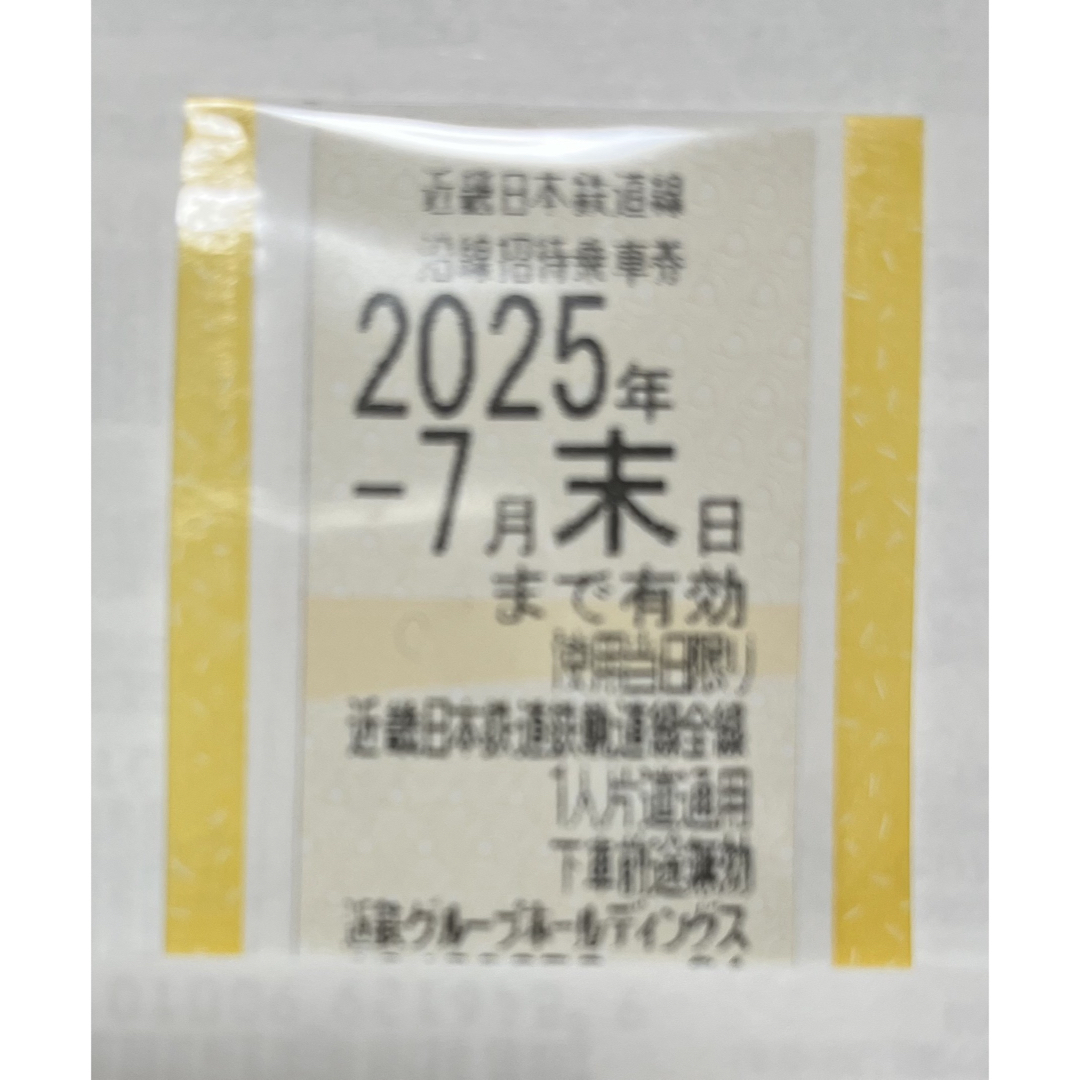 近畿日本鉄道線
沿線招待乗車券
2025年
-7月末日
まで有効
(使用当日限り)
近畿日本鉄道鉄軌道線全線
1人片道通用
下車前途無効
近鉄グループホールディングス